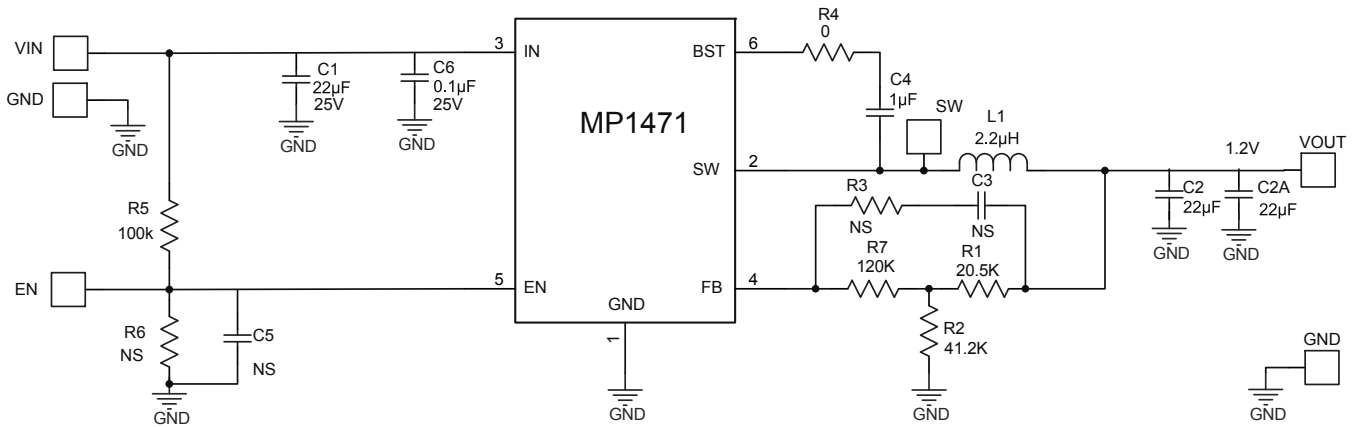 VIN
GND
GND
R5
100k
EN
R6
NS
C5
NS
GND
C1
22µF
25V
GND
C6
0.1µF
25V
GND
3
IN
5
EN
MP1471
GND
1
GND
BST
6
SW
2
FB
4
R4
0
C4
1µF
SW
L1
2.2µH
R3
NS
C3
NS
R7
120K
R1
20.5K
R2
41.2K
GND
C2
22µF
GND
1.2V
C2A
22µF
GND
VOUT
GND
GND